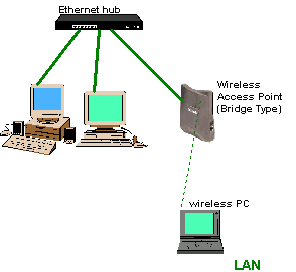 Ethernet hub
Wireless
Access Point
(Bridge Type)
wireless PC
LAN